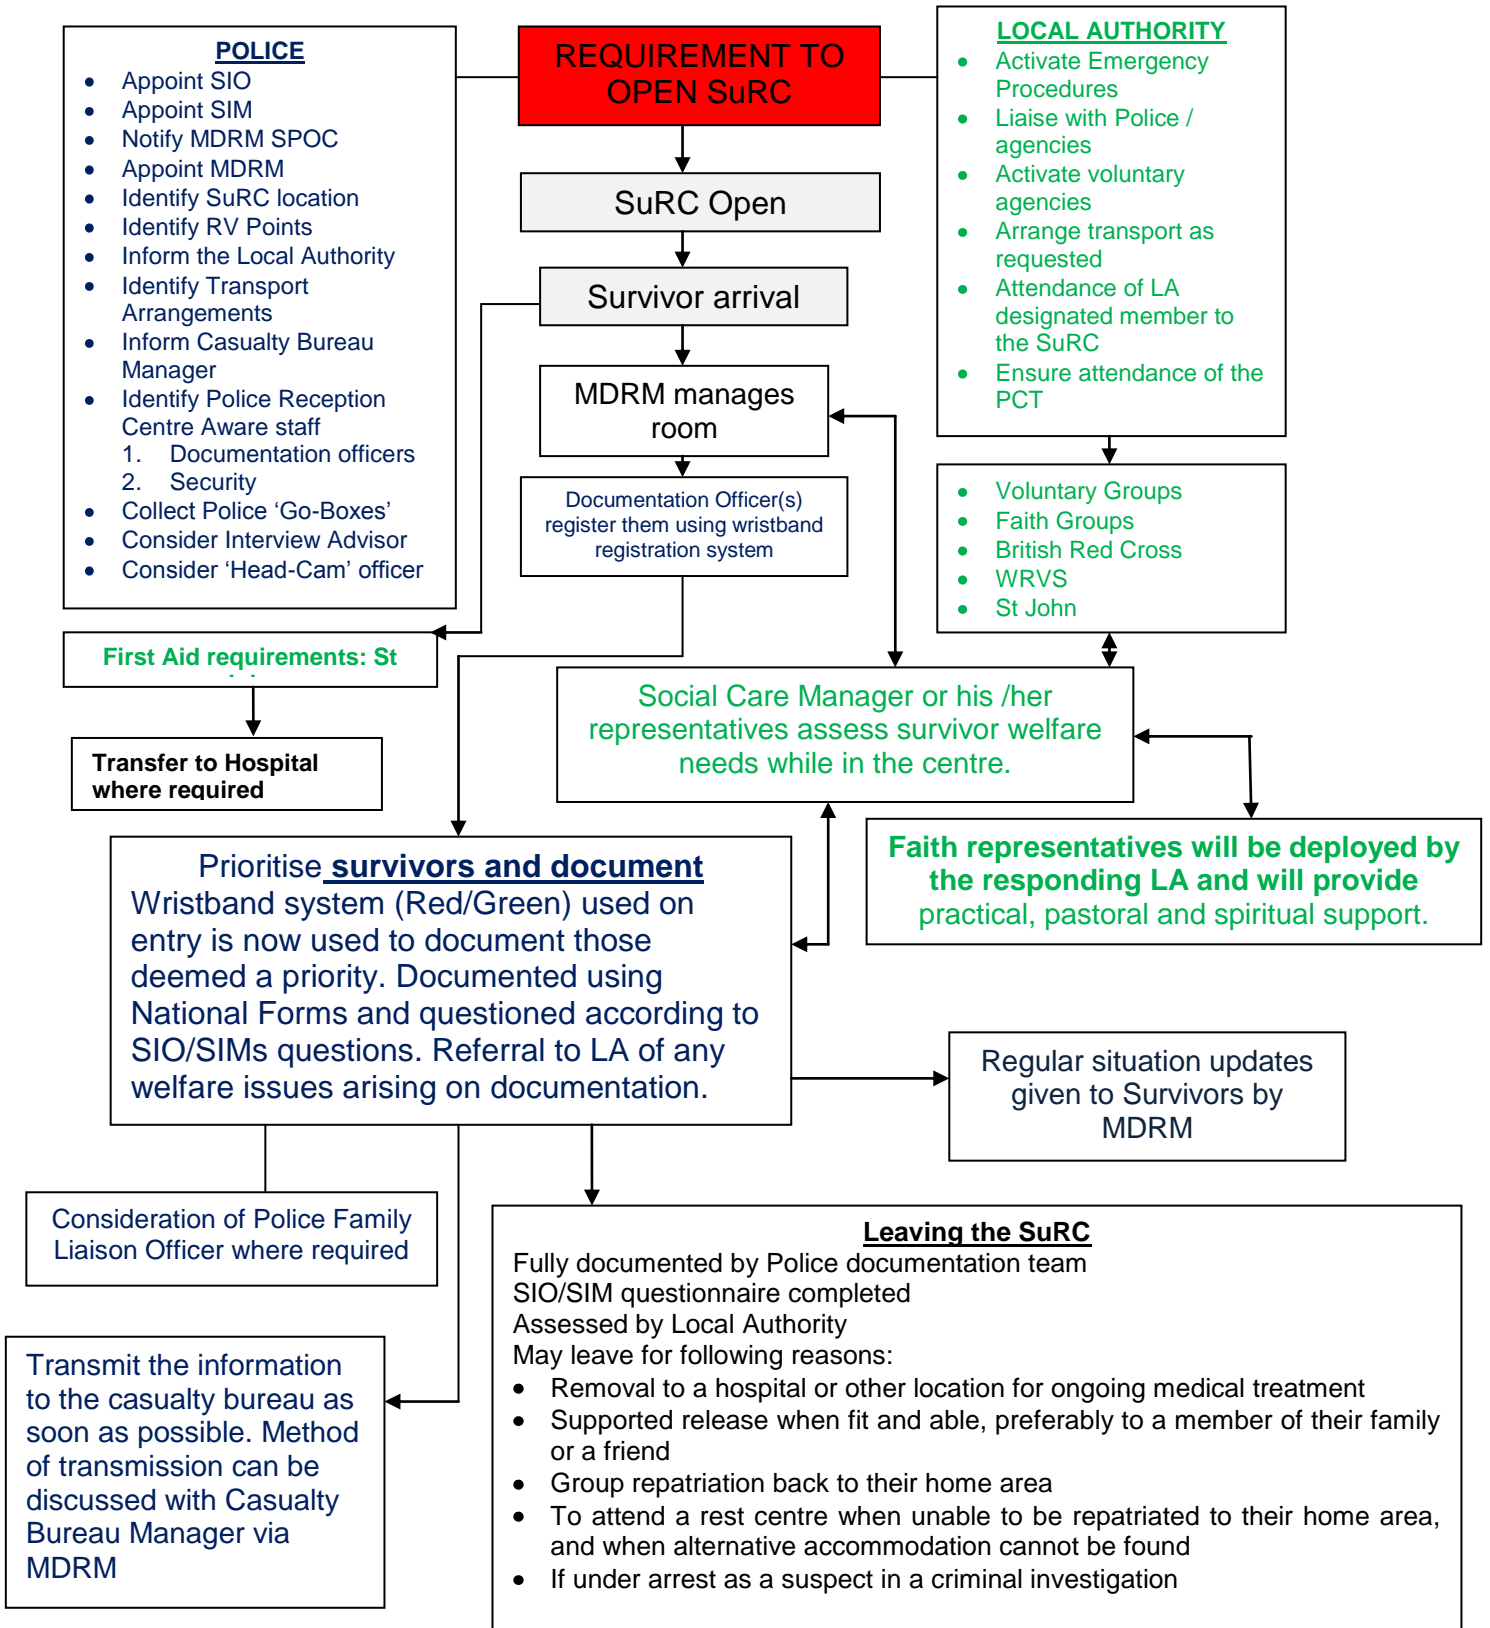 POLICE
• Appoint SIO
• Appoint SIM
• Notify MDRM SPOC
• Appoint MDRM
• Identify SuRC location
• Identify RV Points
• Inform the Local Authority
• Identify Transport
Arrangements
• Inform Casualty Bureau
Manager
• Identify Police Reception
Centre Aware staff
1. Documentation officers
2. Security
• Collect Police ‘Go-Boxes’
• Consider Interview Advisor
• Consider ‘Head-Cam’ officer
REQUIREMENT TO
OPEN SuRC
LOCAL AUTHORITY
• Activate Emergency
Procedures
• Liaise with Police /
agencies
• Activate voluntary
agencies
• Arrange transport as
requested
• Attendance of LA
designated member to
the SuRC
• Ensure attendance of the
PCT
SuRC Open
Survivor arrival
MDRM manages
room
Documentation Officer(s)
register them using wristband
registration system
• Voluntary Groups
• Faith Groups
• British Red Cross
• WRVS
• St John
First Aid requirements: St
Transfer to Hospital
where required
Social Care Manager or his /her
representatives assess survivor welfare
needs while in the centre.
Faith representatives will be deployed by
the responding LA and will provide
practical, pastoral and spiritual support.
Prioritise survivors and document
Wristband system (Red/Green) used on
entry is now used to document those
deemed a priority. Documented using
National Forms and questioned according to
SIO/SIMs questions. Referral to LA of any
welfare issues arising on documentation.
Regular situation updates
given to Survivors by
MDRM
Consideration of Police Family
Liaison Officer where required
Transmit the information
to the casualty bureau as
soon as possible. Method
of transmission can be
discussed with Casualty
Bureau Manager via
MDRM
Leaving the SuRC
Fully documented by Police documentation team
SIO/SIM questionnaire completed
Assessed by Local Authority
May leave for following reasons:
• Removal to a hospital or other location for ongoing medical treatment
• Supported release when fit and able, preferably to a member of their family
or a friend
• Group repatriation back to their home area
• To attend a rest centre when unable to be repatriated to their home area,
and when alternative accommodation cannot be found
• If under arrest as a suspect in a criminal investigation